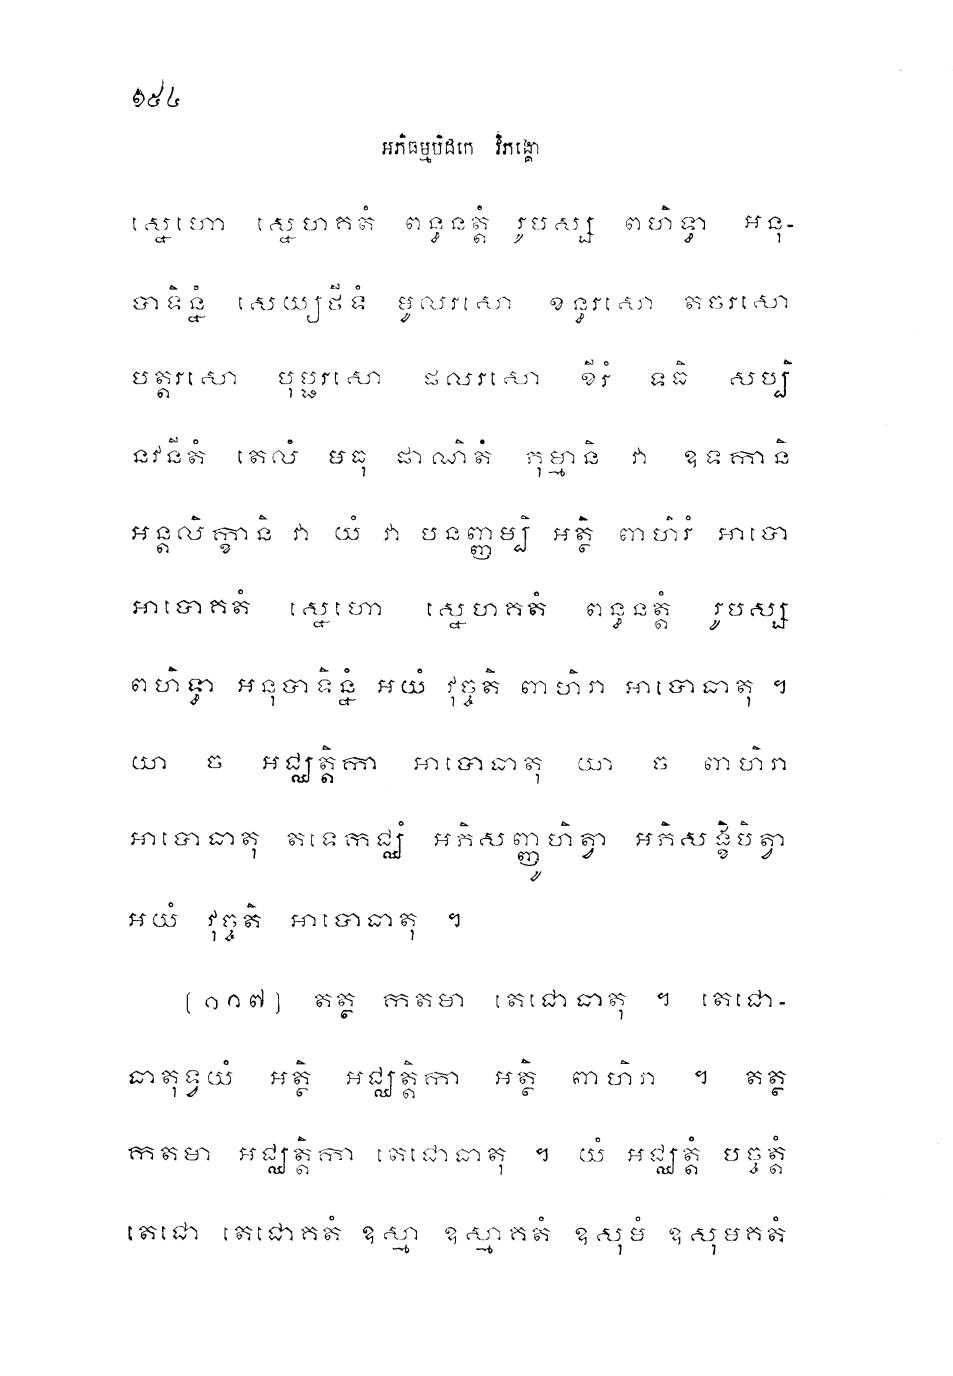 ១៥៤
អភិធម្មបិដកេ វិភង្គោ
ស្នេហោ ស្នេហកតំ ពន្ធនត្តំ រូបស្ស ពហិទ្ធា អនុ-
បាទិន្នំ សេយ្យថីទំ មូលរសោ ខន្ធរសោ តចរសោ
បត្តរសោ បុប្ផរសោ ផលរសោ ខីរំ ទធិ សប្បិ
នវនីតំ តេលំ មធុ ផាណិតំ កុម្មានិ វា ឧទកានិ
អន្តលិក្ខានិ វា យំ វា បនញ្ញម្បិ អត្ថិ ពាហិរំ អាបោ
អាបោគតំ ស្នេហោ ស្នេហកតំ ពន្ធនត្តំ រូបស្ស
ពហិទ្ធា អនុបាទិន្នំ អយំ វុច្ចតិ ពាហិរា អាបោធាតុ ។
យា ច អជ្ឈត្តិកា អាបោធាតុ យា ច ពាហិរា
អាបោធាតុ តទេកជ្ឈំ អភិសញ្ញូហិត្វា អភិសង្ខិបិត្វា
អយំ វុច្ចតិ អាបោធាតុ ។
(១១៧) តត្ថ កតមា តេជោធាតុ ។ តេជោ-
ធាតុទ្វយំ អត្ថិ អជ្ឈត្តិកា អត្ថិ ពាហិរា ។ តត្ថ
កតមា អជ្ឈត្តិកា តេជោធាតុ ។ យំ អជ្ឈត្តំ បច្ចត្តំ
តេជោ តេជោគតំ ឧស្មា ឧស្មាគតំ ឧសុមំ ឧសុមគតំ